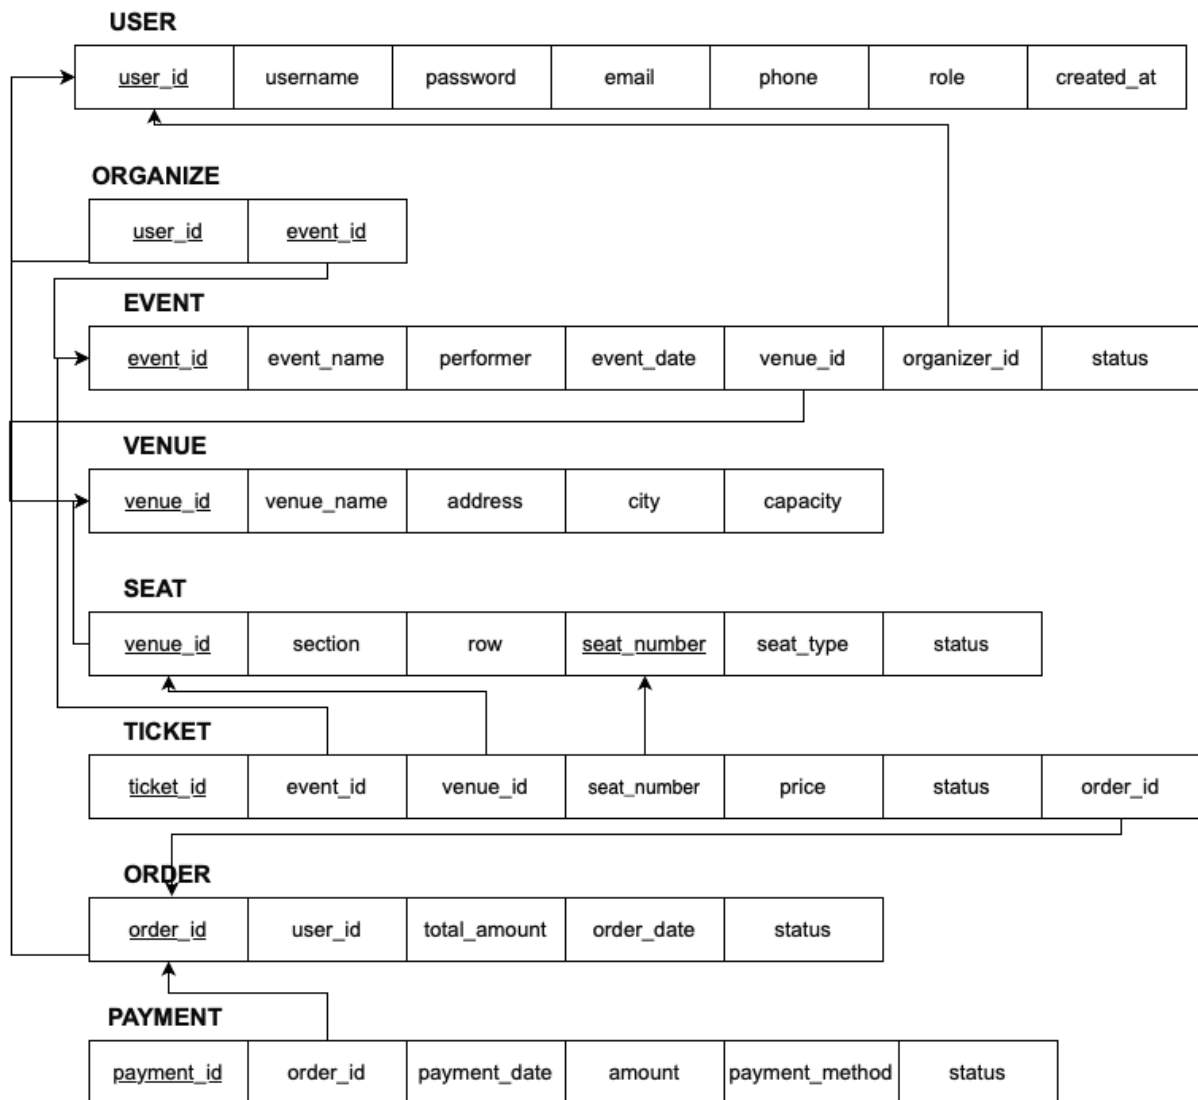 USER
user_id username password email phone role created_at
ORGANIZE
user_id event_id
EVENT
event_id event_name performer event_date venue_id organizer_id status
VENUE
venue_id venue_name address city capacity
SEAT
venue_id section row seat_number seat_type status
TICKET
ticket_id event_id venue_id seat_number price status order_id
ORDER
order_id user_id total_amount order_date status
PAYMENT
payment_id order_id payment_date amount payment_method status